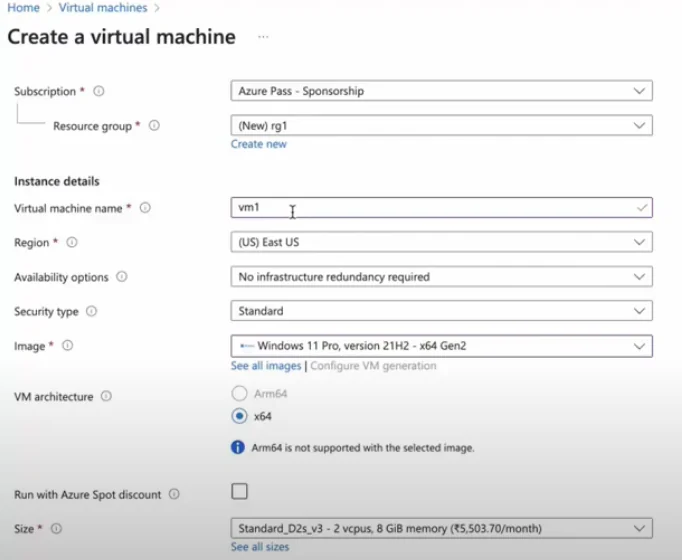 Home > Virtual machines >
Create a virtual machine ...
Subscription * Azure Pass - Sponsorship
Resource group * (New) rg1
Create new
Instance details
Virtual machine name * vm1
Region * (US) East US
Availability options No infrastructure redundancy required
Security type Standard
Image * Windows 11 Pro, version 21H2 - x64 Gen2
See all images | Configure VM generation
VM architecture Arm64
x64
Arm64 is not supported with the selected image.
Run with Azure Spot discount
Size * Standard_D2s_v3 - 2 vcpus, 8 GiB memory (₹5,503.70/month)
See all sizes